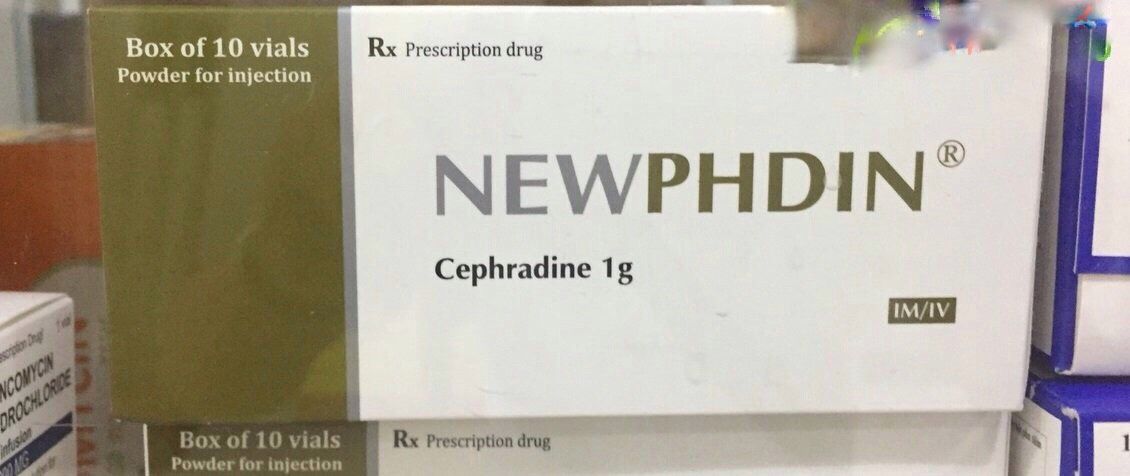 Box of 10 vials
Powder for injection
Rx Prescription drug
NEWPHDIN®
Cephradine 1g
IM/IV
Box of 10 vials
Powder for injection
Rx Prescription drug
NCOMYCIN
DROCHLORIDE
infusion